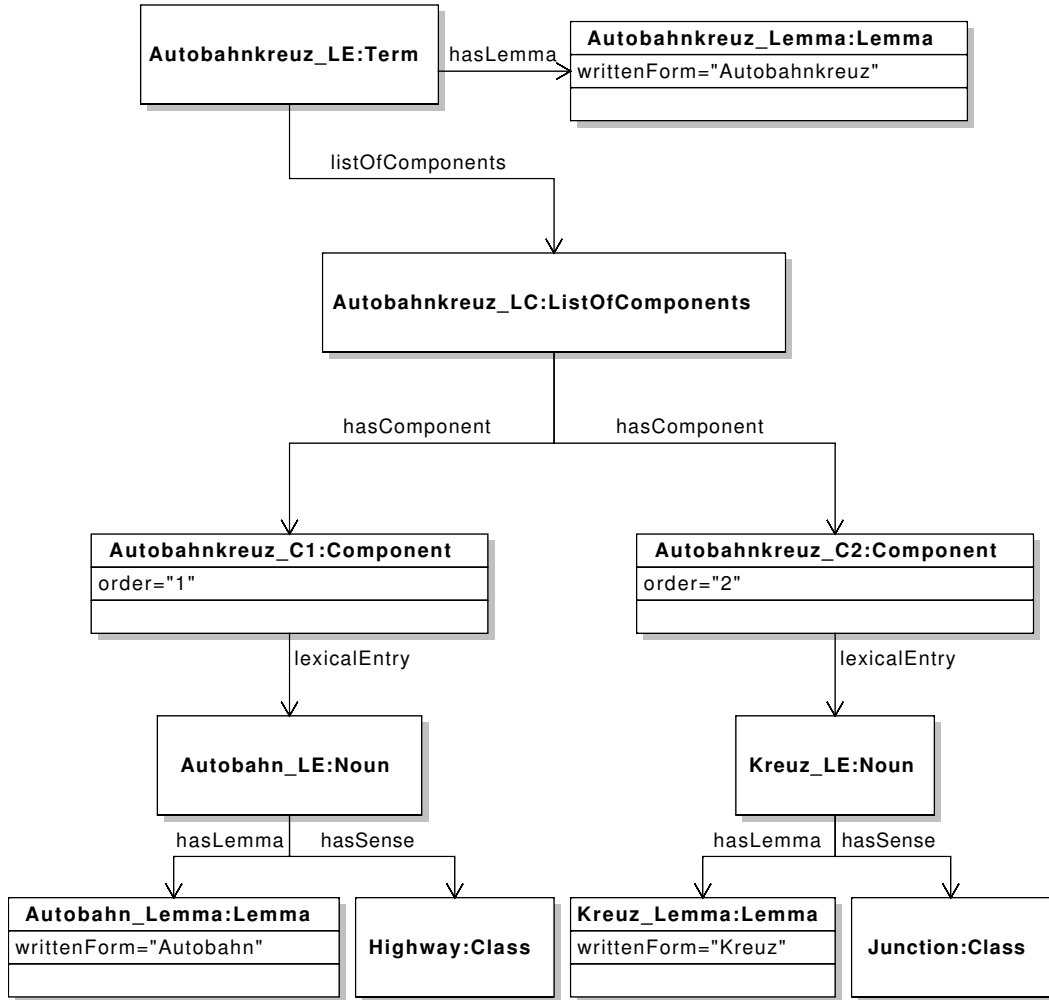 Autobahnkreuz_LE:Term
hasLemma
Autobahnkreuz_Lemma:Lemma
writtenForm="Autobahnkreuz"
listOfComponents
Autobahnkreuz_LC:ListOfComponents
hasComponent
hasComponent
Autobahnkreuz_C1:Component
order="1"
Autobahnkreuz_C2:Component
order="2"
lexicalEntry
lexicalEntry
Autobahn_LE:Noun
Kreuz_LE:Noun
hasLemma
hasSense
hasLemma
hasSense
Autobahn_Lemma:Lemma
writtenForm="Autobahn"
Highway:Class
Kreuz_Lemma:Lemma
writtenForm="Kreuz"
Junction:Class